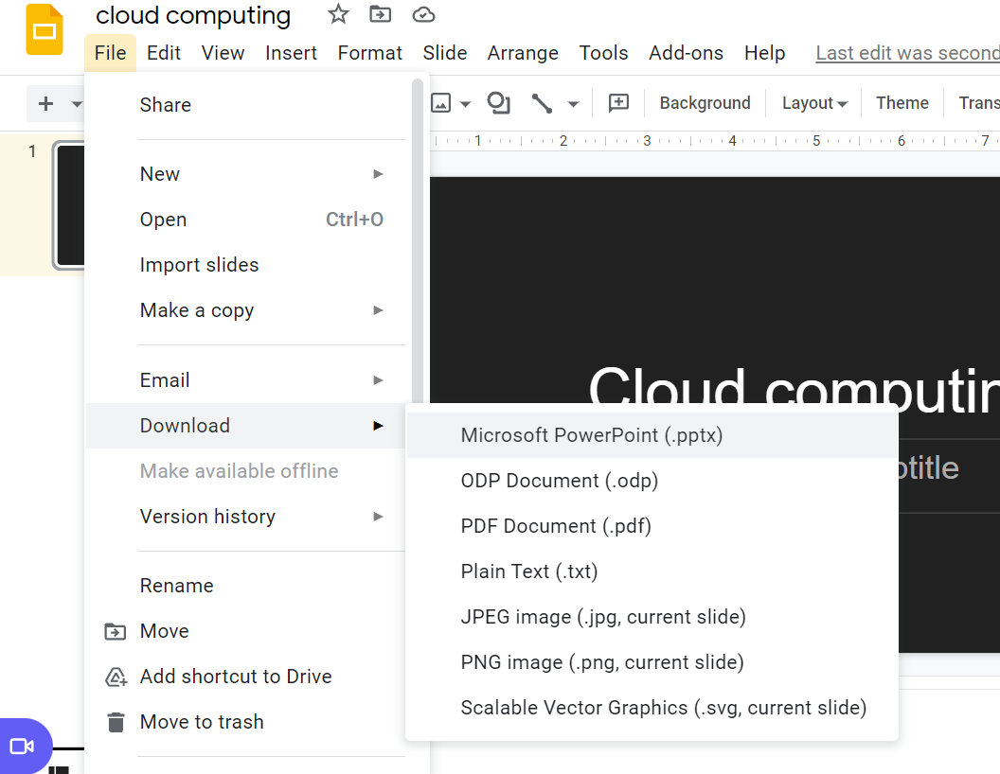 cloud computing
File Edit View Insert Format Slide Arrange Tools Add-ons Help Last edit was second
Background Layout Theme Trans
1 2 3 4 5 6 7
1
Share
New
Open Ctrl+O
Import slides
Make a copy
Email
Download
Make available offline
Version history
Rename
Move
Add shortcut to Drive
Move to trash
Cloud computin
btitle
Microsoft PowerPoint (.pptx)
ODP Document (.odp)
PDF Document (.pdf)
Plain Text (.txt)
JPEG image (.jpg, current slide)
PNG image (.png, current slide)
Scalable Vector Graphics (.svg, current slide)